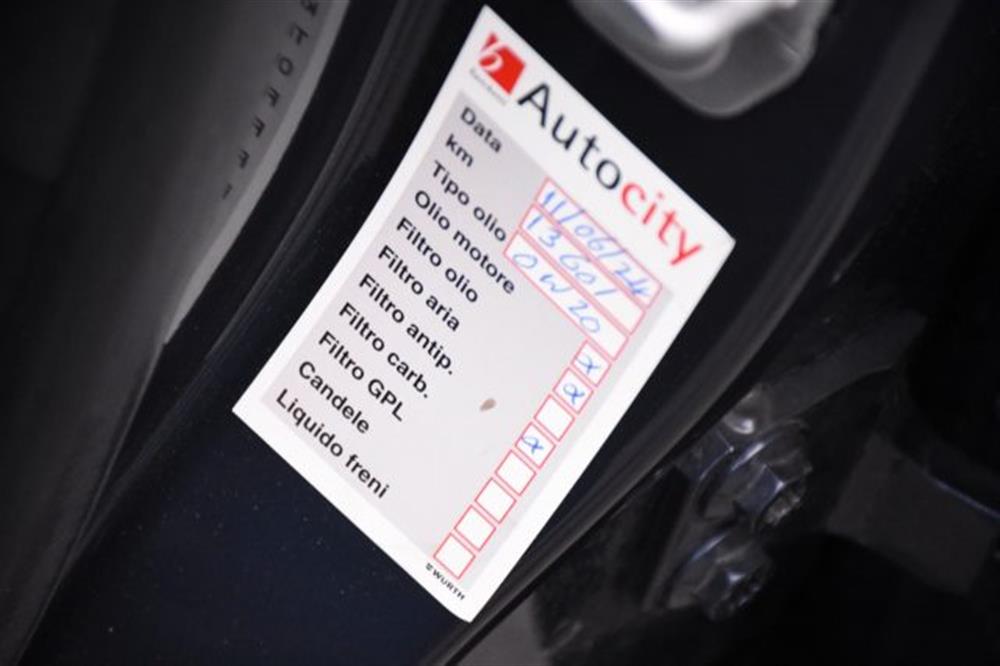 Autocity
Data 11/06/24
km 13601
Tipo olio 0W20
Olio motore x
Filtro olio x
Filtro aria
Filtro antip. x
Filtro carb.
Filtro GPL
Candele
Liquido freni
WÜRTH